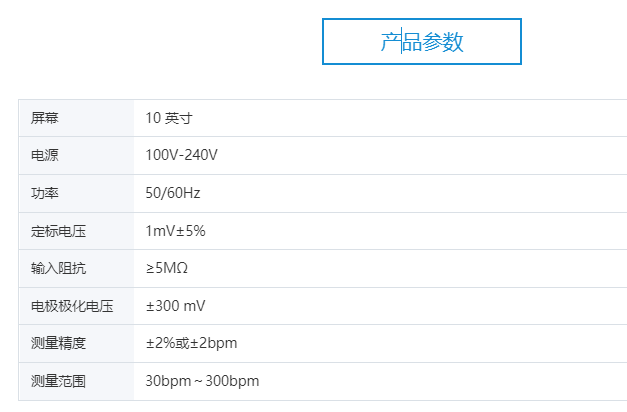 产品参数
屏幕 10 英寸
电源 100V-240V
功率 50/60Hz
定标电压 1mV±5%
输入阻抗 ≥5MΩ
电极极化电压 ±300 mV
测量精度 ±2%或±2bpm
测量范围 30bpm～300bpm